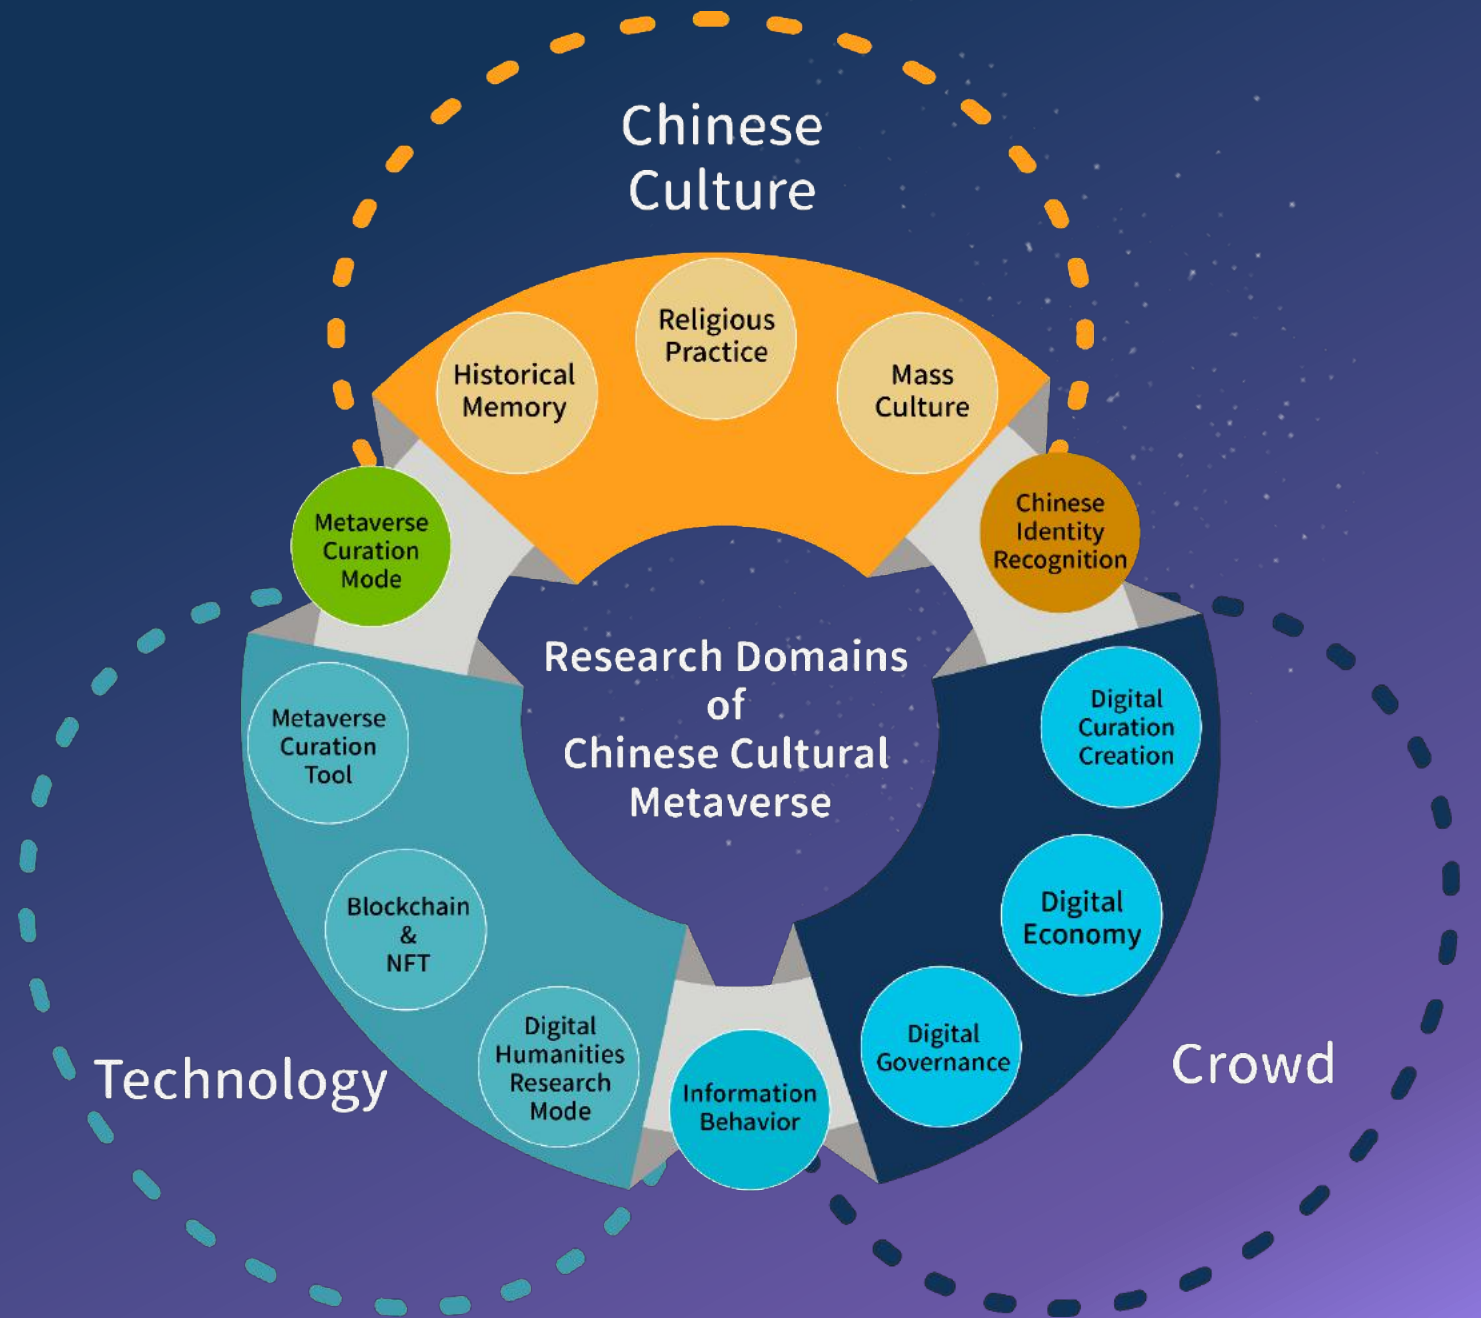 Chinese
Culture
Religious
Practice
Historical
Memory
Mass
Culture
Metaverse
Curation
Mode
Chinese
Identity
Recognition
Research Domains
of
Chinese Cultural
Metaverse
Metaverse
Curation
Tool
Digital
Curation
Creation
Blockchain
&
NFT
Digital
Economy
Digital
Humanities
Research
Mode
Information
Behavior
Digital
Governance
Technology
Crowd